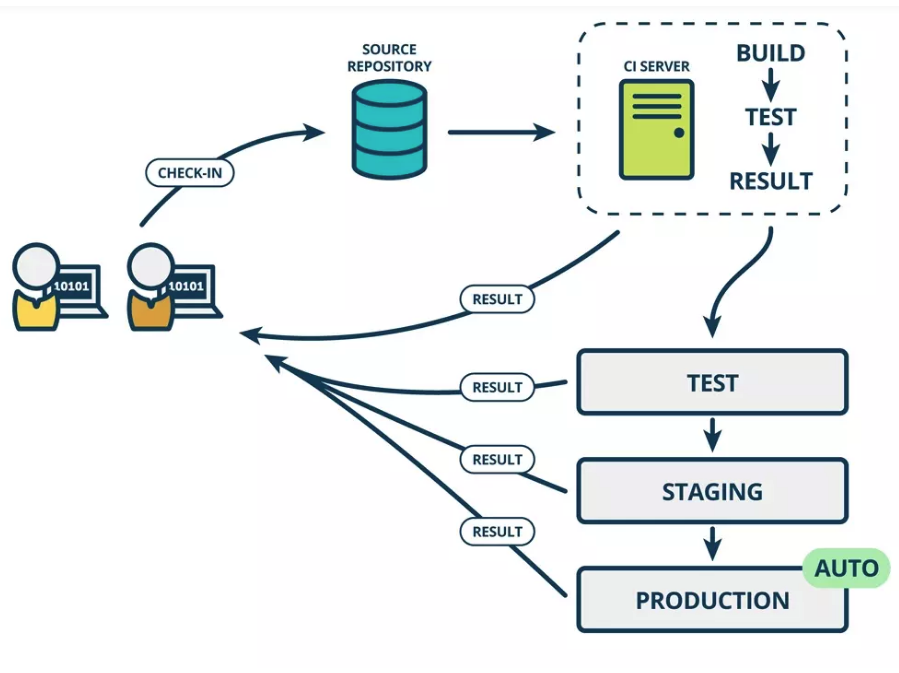 SOURCE
REPOSITORY
CI SERVER
BUILD
TEST
RESULT
CHECK-IN
10101
10101
RESULT
RESULT
TEST
RESULT
STAGING
RESULT
AUTO
PRODUCTION